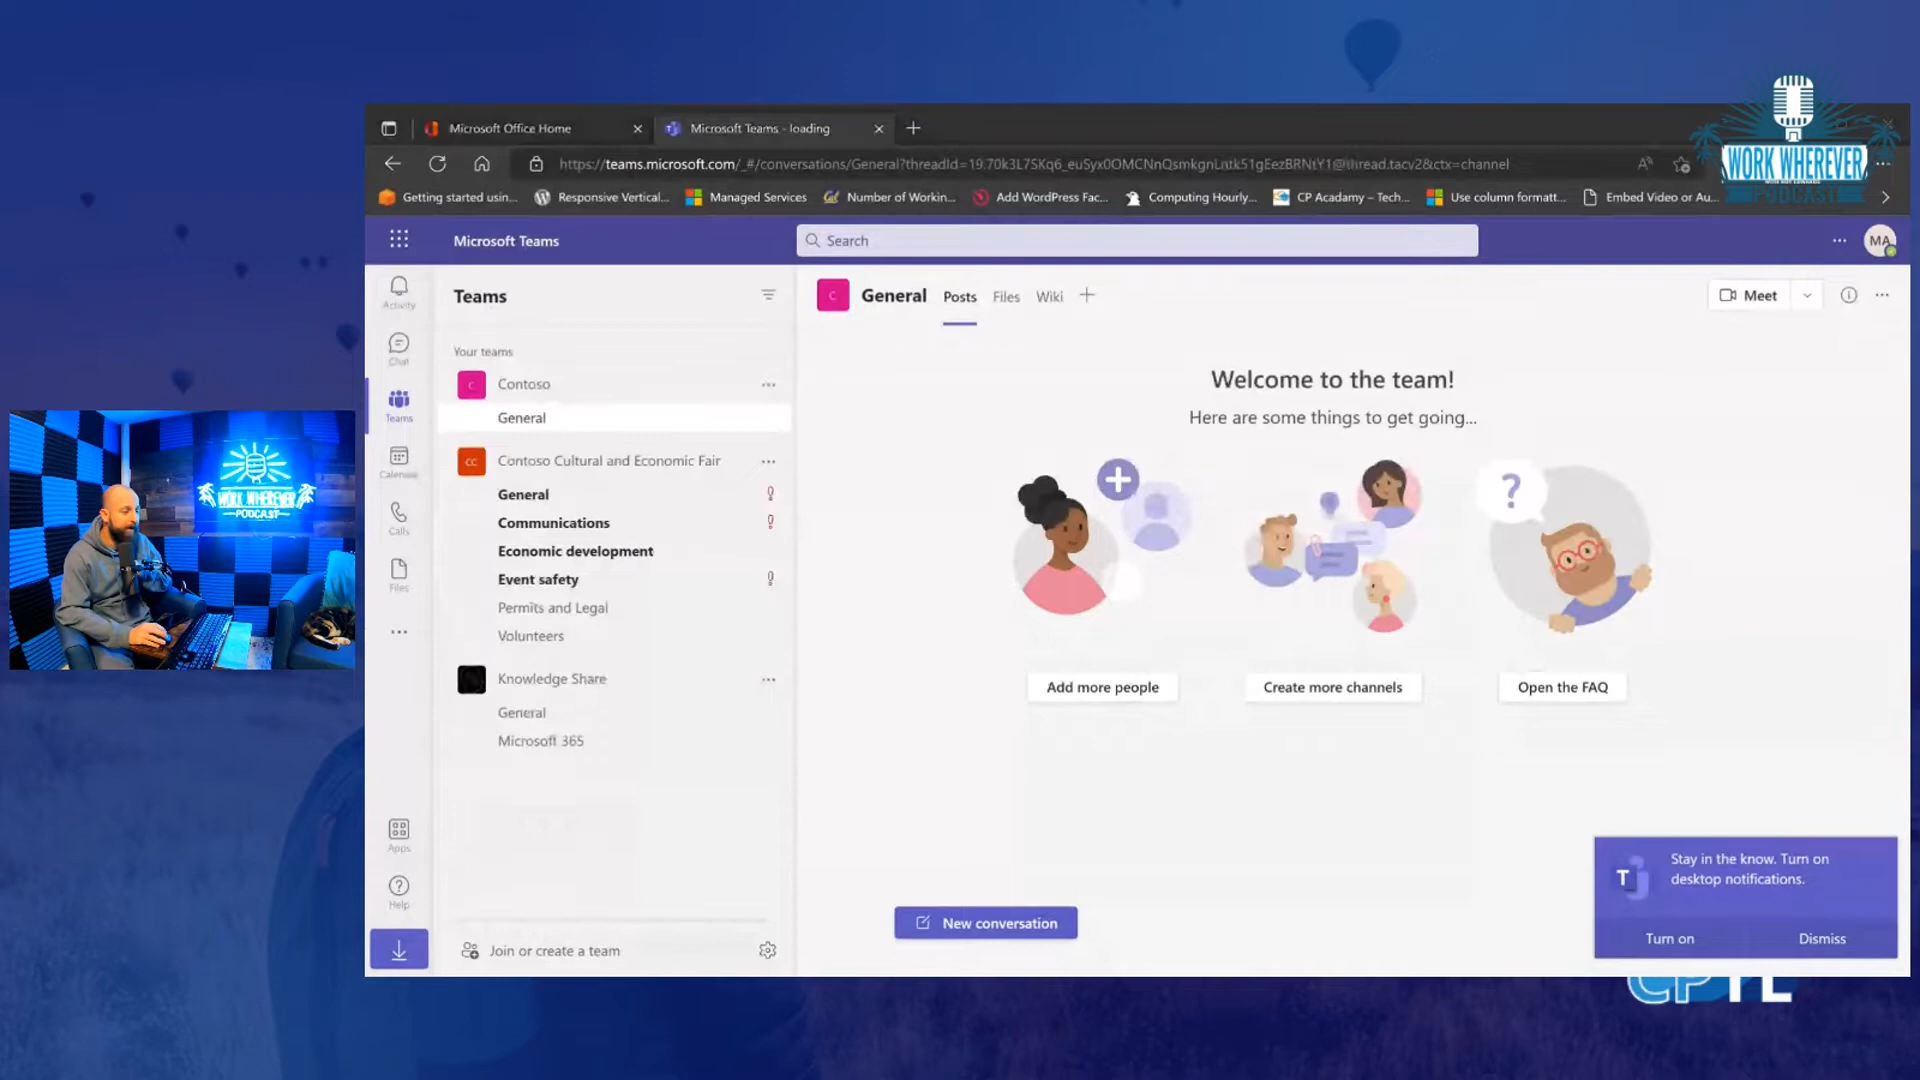 Microsoft Office Home
Microsoft Teams - loading
WORK WHEREVER
PODCAST
https://teams.microsoft.com/_#/conversations/General?threadId=19:70k3L7SKq6_euSyx0OMCNnQsmkgnLntk51gEezBRNtY1@thread.tacv2&ctx=channel
Getting started usin...
Responsive Vertical...
Managed Services
Number of Workin...
Add WordPress Fac...
Computing Hourly...
CP Acadamy – Tech...
Use column formatt...
Embed Video or Au...
Microsoft Teams
Search
MA
Activity
Chat
Teams
Calendar
Calls
Files
Apps
Help
Teams
Your teams
C
Contoso
General
CC
Contoso Cultural and Economic Fair
General
Communications
Economic development
Event safety
Permits and Legal
Volunteers
Knowledge Share
General
Microsoft 365
Join or create a team
C
General
Posts
Files
Wiki
Meet
Welcome to the team!
Here are some things to get going...
Add more people
Create more channels
Open the FAQ
New conversation
T
Stay in the know. Turn on
desktop notifications.
Turn on
Dismiss
WORK WHEREVER
PODCAST